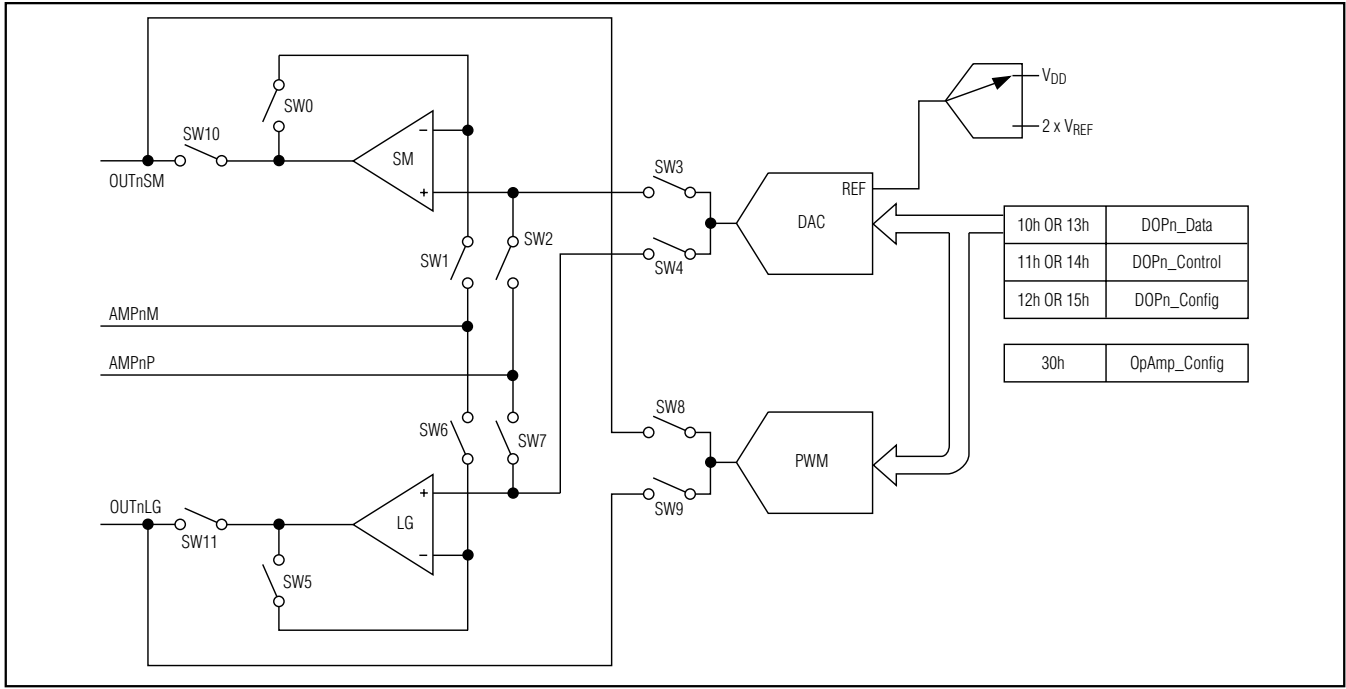 VDD
SW0
SW10
2 x VREF
−
SM
OUTnSM
SW3
REF
+
DAC
10h OR 13h DOPn_Data
SW2
SW1
SW4
11h OR 14h DOPn_Control
12h OR 15h DOPn_Config
AMPnM
AMPnP
30h OpAmp_Config
SW8
SW6
SW7
PWM
+
OUTnLG
LG
SW9
SW11
−
SW5